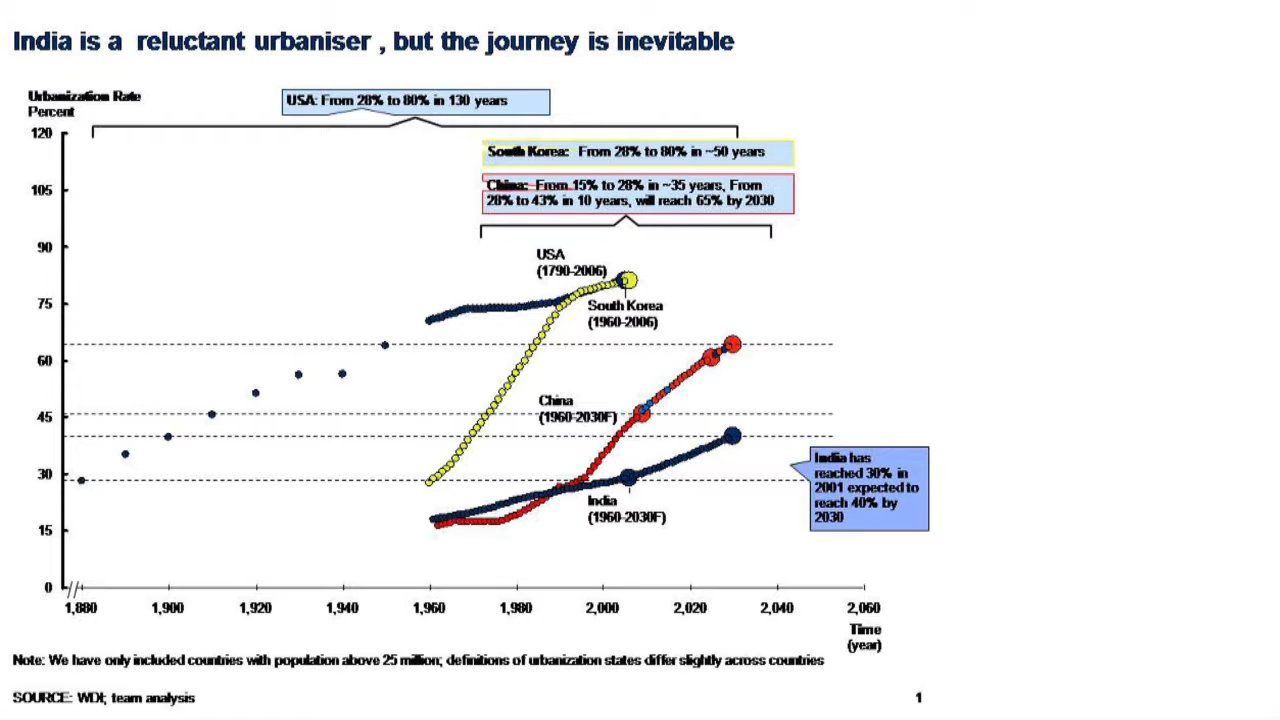 India is a reluctant urbaniser , but the journey is inevitable
Urbanization Rate
Percent
USA: From 28% to 80% in 130 years
South Korea: From 28% to 80% in ~50 years
China: From 15% to 28% in ~35 years, From
28% to 43% in 10 years, will reach 65% by 2030
120
105
90
75
60
45
30
15
0
USA
(1790-2006)
South Korea
(1960-2006)
China
(1960-2030F)
India
(1960-2030F)
India has
reached 30% in
2001 expected to
reach 40% by
2030
1,880
1,900
1,920
1,940
1,960
1,980
2,000
2,020
2,040
2,060
Time
(year)
Note: We have only included countries with population above 25 million; definitions of urbanization states differ slightly across countries
SOURCE: WDI; team analysis
1